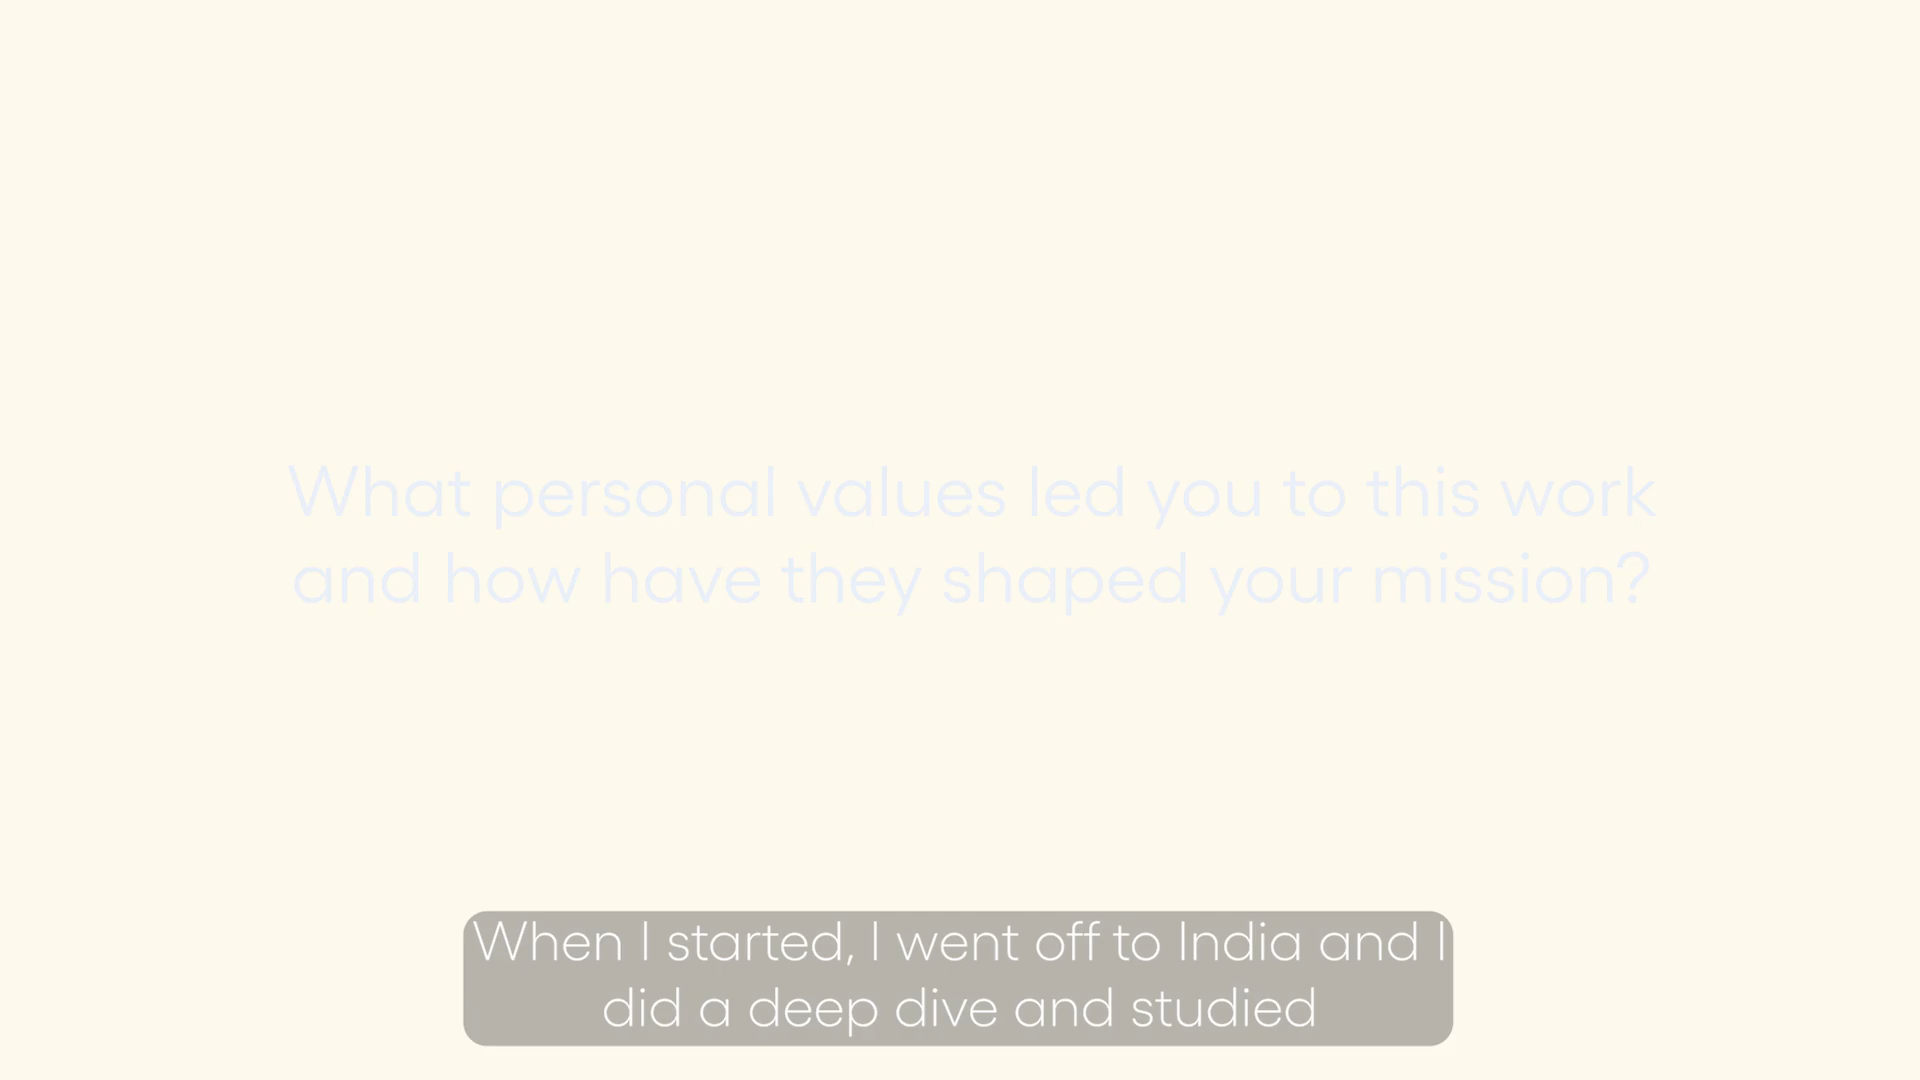 What personal values led you to this work
and how have they shaped your mission?
When I started, I went off to India and I
did a deep dive and studied